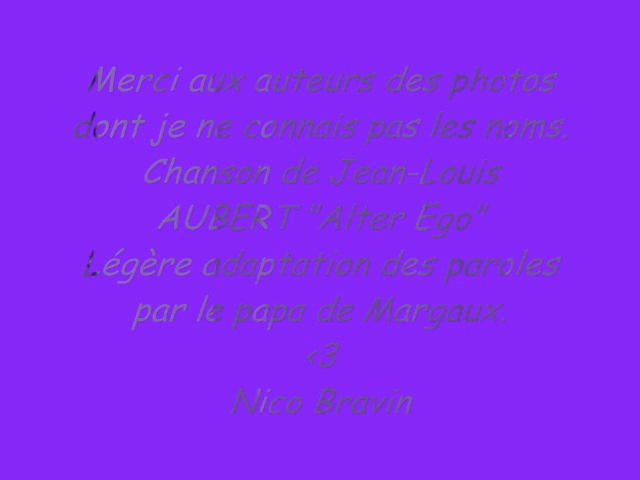 Merci aux auteurs des photos
dont je ne connais pas les noms.
Chanson de Jean-Louis
AUBERT "Alter Ego"
Légère adaptation des paroles
par le papa de Margaux.
<3
Nico Bravin